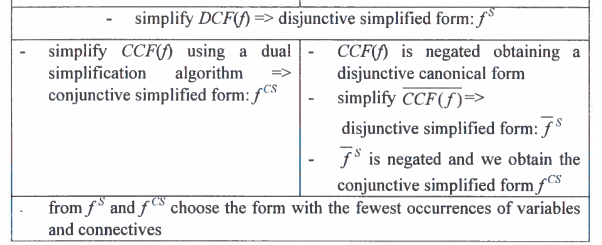 - simplify DCF(f) => disjunctive simplified form: f^S
- simplify CCF(f) using a dual
simplification algorithm =>
conjunctive simplified form: f^CS
- CCF(f) is negated obtaining a
disjunctive canonical form
- simplify \overline{CCF(f)} =>
disjunctive simplified form: \overline{f}^S
- \overline{f}^S is negated and we obtain the
conjunctive simplified form f^CS
. from f^S and f^CS choose the form with the fewest occurrences of variables
and connectives